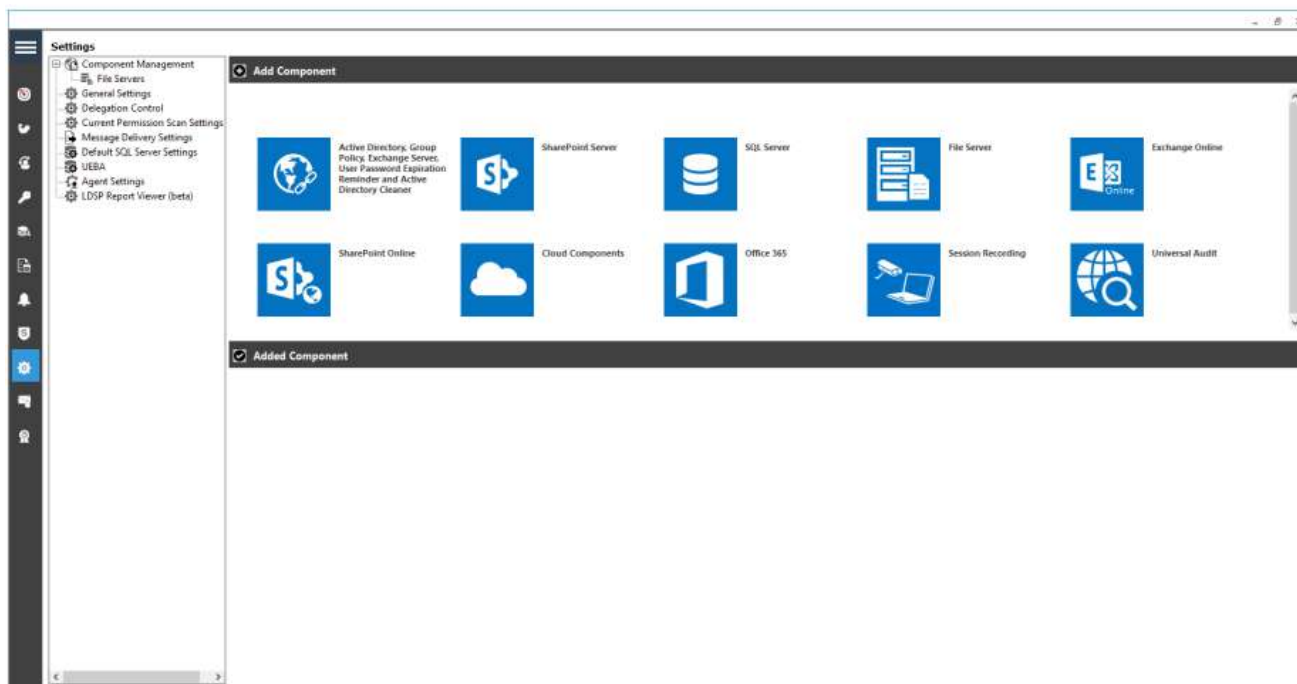 Settings
Component Management
File Servers
General Settings
Delegation Control
Current Permission Scan Settings
Message Delivery Settings
Default SQL Server Settings
UEBA
Agent Settings
LDSP Report Viewer (beta)
Add Component
Active Directory, Group
Policy, Exchange Server,
User Password Expiration
Reminder and Active
Directory Cleaner
SharePoint Server
SQL Server
File Server
Exchange Online
S
E
Online
SharePoint Online
Cloud Components
Office 365
Session Recording
Universal Audit
S
Added Component